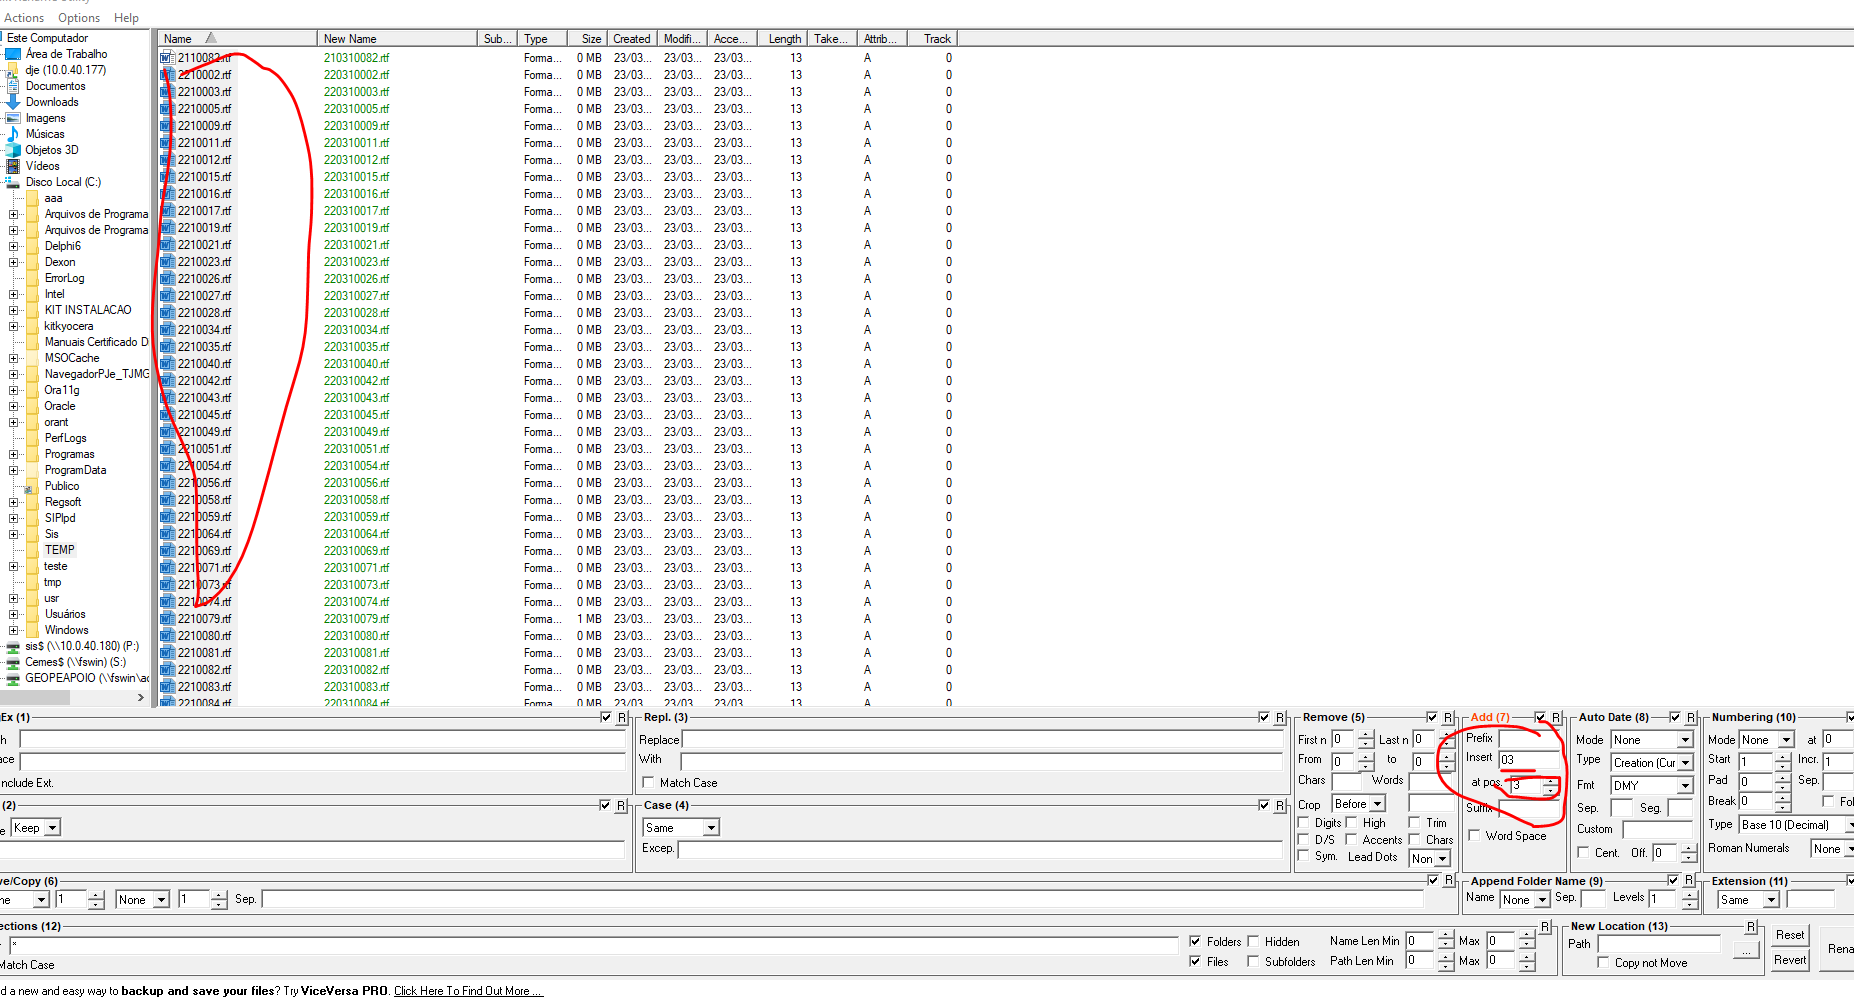 Actions Options Help
Este Computador
Área de Trabalho
dje (10.0.40.177)
Documentos
Downloads
Imagens
Músicas
Objetos 3D
Vídeos
Disco Local (C:)
aaa
Arquivos de Programa
Arquivos de Programa
Delphi6
Dexon
ErrorLog
Intel
KIT INSTALACAO
kitkyocera
Manuais Certificado D
MSOCache
NavegadorPJe_TJMG
Ora11g
Oracle
orant
PerfLogs
Programas
ProgramData
Publico
Regsoft
SIPlpd
Sis
TEMP
teste
tmp
usr
Usuários
Windows
sis$ (\\10.0.40.180) (P:)
Cemes$ (\\fswin) (S:)
GEOPEAPOIO (\\fswin\ac
Name New Name Sub... Type Size Created Modifi... Acce... Length Take... Attrib... Track
2110082.rtf 210310082.rtf Forma... 0 MB 23/03... 23/03... 23/03... 13 A 0
2210002.rtf 220310002.rtf Forma... 0 MB 23/03... 23/03... 23/03... 13 A 0
2210003.rtf 220310003.rtf Forma... 0 MB 23/03... 23/03... 23/03... 13 A 0
2210005.rtf 220310005.rtf Forma... 0 MB 23/03... 23/03... 23/03... 13 A 0
2210009.rtf 220310009.rtf Forma... 0 MB 23/03... 23/03... 23/03... 13 A 0
2210011.rtf 220310011.rtf Forma... 0 MB 23/03... 23/03... 23/03... 13 A 0
2210012.rtf 220310012.rtf Forma... 0 MB 23/03... 23/03... 23/03... 13 A 0
2210015.rtf 220310015.rtf Forma... 0 MB 23/03... 23/03... 23/03... 13 A 0
2210016.rtf 220310016.rtf Forma... 0 MB 23/03... 23/03... 23/03... 13 A 0
2210017.rtf 220310017.rtf Forma... 0 MB 23/03... 23/03... 23/03... 13 A 0
2210019.rtf 220310019.rtf Forma... 0 MB 23/03... 23/03... 23/03... 13 A 0
2210021.rtf 220310021.rtf Forma... 0 MB 23/03... 23/03... 23/03... 13 A 0
2210023.rtf 220310023.rtf Forma... 0 MB 23/03... 23/03... 23/03... 13 A 0
2210026.rtf 220310026.rtf Forma... 0 MB 23/03... 23/03... 23/03... 13 A 0
2210027.rtf 220310027.rtf Forma... 0 MB 23/03... 23/03... 23/03... 13 A 0
2210028.rtf 220310028.rtf Forma... 0 MB 23/03... 23/03... 23/03... 13 A 0
2210034.rtf 220310034.rtf Forma... 0 MB 23/03... 23/03... 23/03... 13 A 0
2210035.rtf 220310035.rtf Forma... 0 MB 23/03... 23/03... 23/03... 13 A 0
2210040.rtf 220310040.rtf Forma... 0 MB 23/03... 23/03... 23/03... 13 A 0
2210042.rtf 220310042.rtf Forma... 0 MB 23/03... 23/03... 23/03... 13 A 0
2210043.rtf 220310043.rtf Forma... 0 MB 23/03... 23/03... 23/03... 13 A 0
2210045.rtf 220310045.rtf Forma... 0 MB 23/03... 23/03... 23/03... 13 A 0
2210049.rtf 220310049.rtf Forma... 0 MB 23/03... 23/03... 23/03... 13 A 0
2210051.rtf 220310051.rtf Forma... 0 MB 23/03... 23/03... 23/03... 13 A 0
2210054.rtf 220310054.rtf Forma... 0 MB 23/03... 23/03... 23/03... 13 A 0
2210056.rtf 220310056.rtf Forma... 0 MB 23/03... 23/03... 23/03... 13 A 0
2210058.rtf 220310058.rtf Forma... 0 MB 23/03... 23/03... 23/03... 13 A 0
2210059.rtf 220310059.rtf Forma... 0 MB 23/03... 23/03... 23/03... 13 A 0
2210064.rtf 220310064.rtf Forma... 0 MB 23/03... 23/03... 23/03... 13 A 0
2210069.rtf 220310069.rtf Forma... 0 MB 23/03... 23/03... 23/03... 13 A 0
2210071.rtf 220310071.rtf Forma... 0 MB 23/03... 23/03... 23/03... 13 A 0
2210073.rtf 220310073.rtf Forma... 0 MB 23/03... 23/03... 23/03... 13 A 0
2210074.rtf 220310074.rtf Forma... 0 MB 23/03... 23/03... 23/03... 13 A 0
2210079.rtf 220310079.rtf Forma... 1 MB 23/03... 23/03... 23/03... 13 A 0
2210080.rtf 220310080.rtf Forma... 0 MB 23/03... 23/03... 23/03... 13 A 0
2210081.rtf 220310081.rtf Forma... 0 MB 23/03... 23/03... 23/03... 13 A 0
2210082.rtf 220310082.rtf Forma... 0 MB 23/03... 23/03... 23/03... 13 A 0
2210083.rtf 220310083.rtf Forma... 0 MB 23/03... 23/03... 23/03... 13 A 0
2210084.rtf 220310084.rtf Forma... 0 MB 23/03... 23/03... 23/03... 13 A 0
Ex (1) R
h
ace
nclude Ext.
(2) R
e Keep
Repl. (3) R
Replace
With
Match Case
Case (4) R
Same
Excep.
Remove (5) R
First n 0 Last n 0
From 0 to 0
Chars Words
Crop Before
Digits High Trim
D/S Accents Chars
Sym. Lead Dots Non
Add (7) R
Prefix
Insert 03
at pos. 3
Suffix
Word Space
Auto Date (8) R
Mode None
Type Creation (Cur
Fmt DMY
Sep. Seg.
Custom
Cent. Off. 0
Numbering (10)
Mode None at 0
Start 1 Incr. 1
Pad 0 Sep.
Break 0 Fol
Type Base 10 (Decimal)
Roman Numerals None
ve/Copy (6) R
ne 1 None 1 Sep.
Append Folder Name (9) R
Name None Sep. Levels 1
Extension (11)
Same
ections (12) R
*
Match Case
Folders Hidden Name Len Min 0 Max 0
Files Subfolders Path Len Min 0 Max 0
New Location (13) R
Path ...
Copy not Move
Reset
Revert
Rena
d a new and easy way to backup and save your files? Try ViceVersa PRO. Click Here To Find Out More ...